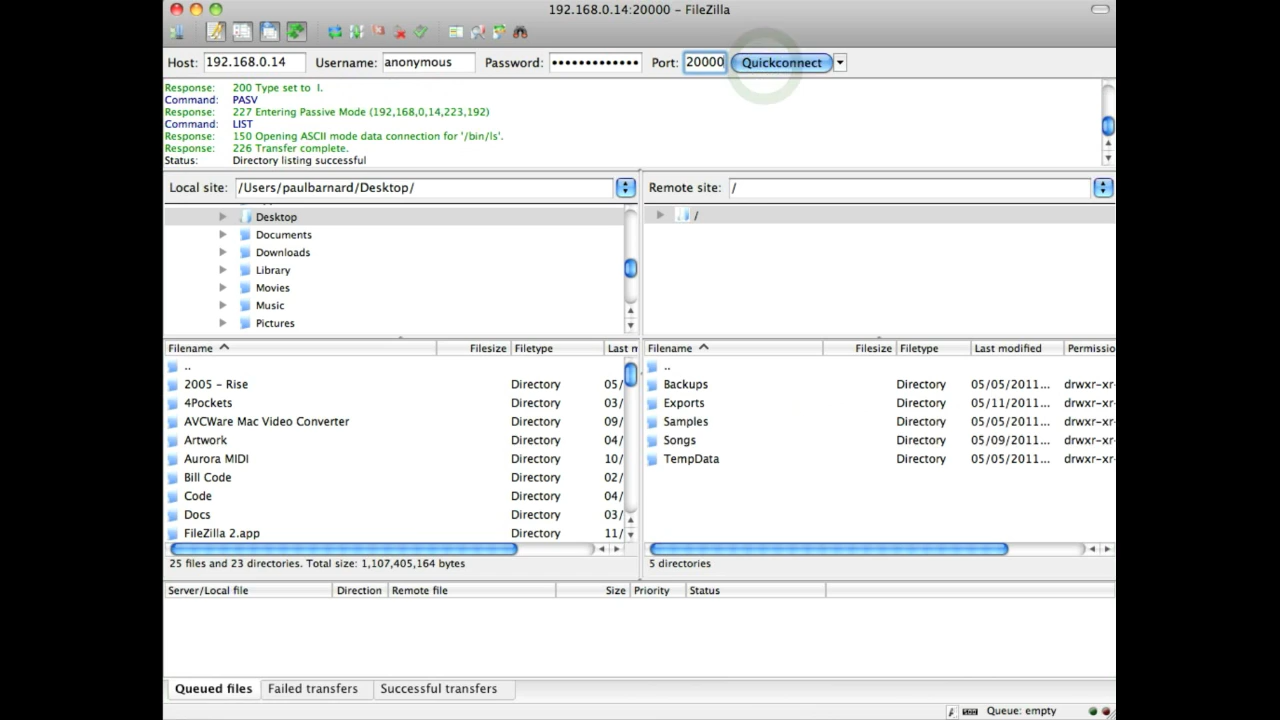 192.168.0.14:20000 – FileZilla
Host: 192.168.0.14 Username: anonymous Password: ••••••••••••• Port: 20000 Quickconnect
Response: 200 Type set to I.
Command: PASV
Response: 227 Entering Passive Mode (192,168,0,14,223,192)
Command: LIST
Response: 150 Opening ASCII mode data connection for '/bin/ls'.
Response: 226 Transfer complete.
Status: Directory listing successful
Local site: /Users/paulbarnard/Desktop/ Remote site: /
Desktop /
Documents
Downloads
Library
Movies
Music
Pictures
Filename Filesize Filetype Last m Filename Filesize Filetype Last modified Permissio
.. ..
2005 – Rise Directory 05/ Backups Directory 05/05/2011... drwxr-xr-
4Pockets Directory 03/ Exports Directory 05/11/2011... drwxr-xr-
AVCWare Mac Video Converter Directory 09/ Samples Directory 05/05/2011... drwxr-xr-
Artwork Directory 04/ Songs Directory 05/09/2011... drwxr-xr-
Aurora MIDI Directory 10/ TempData Directory 05/05/2011... drwxr-xr-
Bill Code Directory 02/
Code Directory 04/
Docs Directory 03/
FileZilla 2.app Directory 11/
25 files and 23 directories. Total size: 1,107,405,164 bytes 5 directories
Server/Local file Direction Remote file Size Priority Status
Queued files Failed transfers Successful transfers
Queue: empty